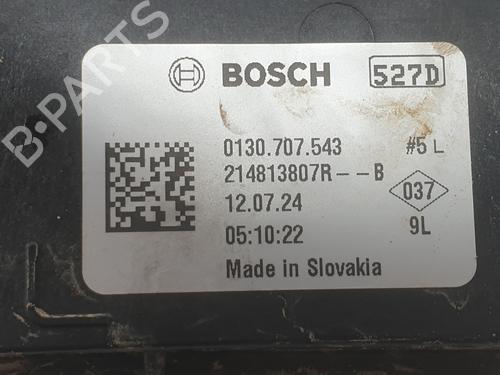 BOSCH 527D
0130.707.543 #5 L
214813807R--B
037
12.07.24
9L
05:10:22
Made in Slovakia
B-PARTS